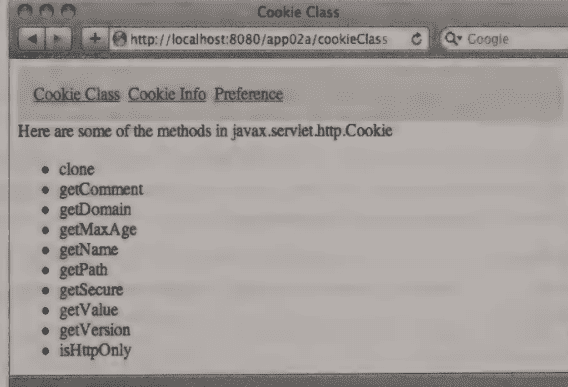 Cookie Class
http://localhost:8080/app02a/cookieClass
Google
Cookie Class Cookie Info Preference
Here are some of the methods in javax.servlet.http.Cookie
• clone
• getComment
• getDomain
• getMaxAge
• getName
• getPath
• getSecure
• getValue
• getVersion
• isHttpOnly